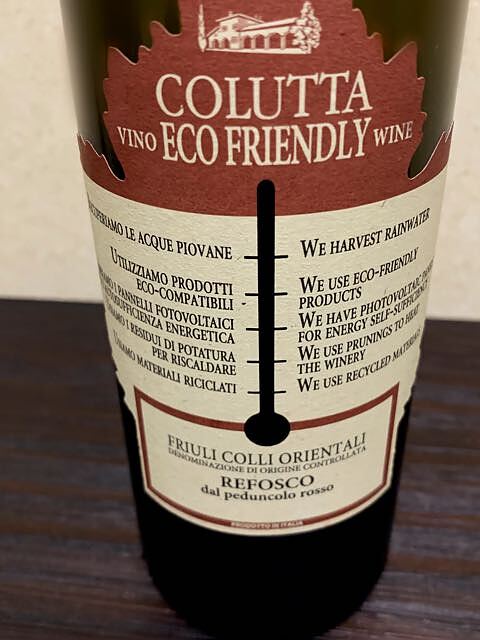 COLUTTA
VINO ECO FRIENDLY WINE
LE ACQUE PIOVANE
UTILIZZIAMO PRODOTTI
ECO-COMPATIBILI
I PANNELLI FOTOVOLTAICI
ENERGETICA
I RESIDUI DI POTATURA
PER RISCALDARE
MATERIALI RICICLATI
WE HARVEST RAINWATER
WE USE ECO-FRIENDLY
PRODUCTS
WE HAVE PHOTOVOLTAIC
FOR ENERGY SELF-SUFFICIENCY
WE USE PRUNINGS TO HEAT
THE WINERY
WE USE RECYCLED MATERIALS
FRIULI COLLI ORIENTALI
DENOMINAZIONE DI ORIGINE CONTROLLATA
REFOSCO
dal peduncolo rosso
PRODOTTO IN ITALIA